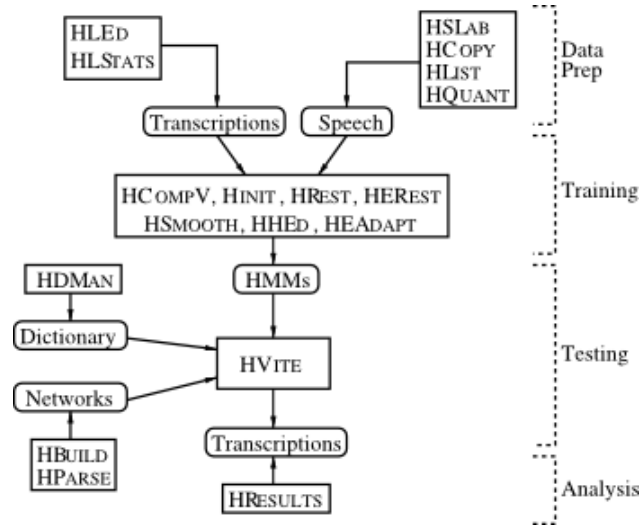 HLED
HLSTATS
HSLAB
HCOPY
HLIST
HQUANT
Data
Prep
Transcriptions
Speech
HCOMPV, HINIT, HREST, HEREST
HSMOOTH, HHED, HEADAPT
Training
HMMs
HDMAN
Dictionary
HVITE
Testing
Networks
HBUILD
HPARSE
Transcriptions
HRESULTS
Analysis